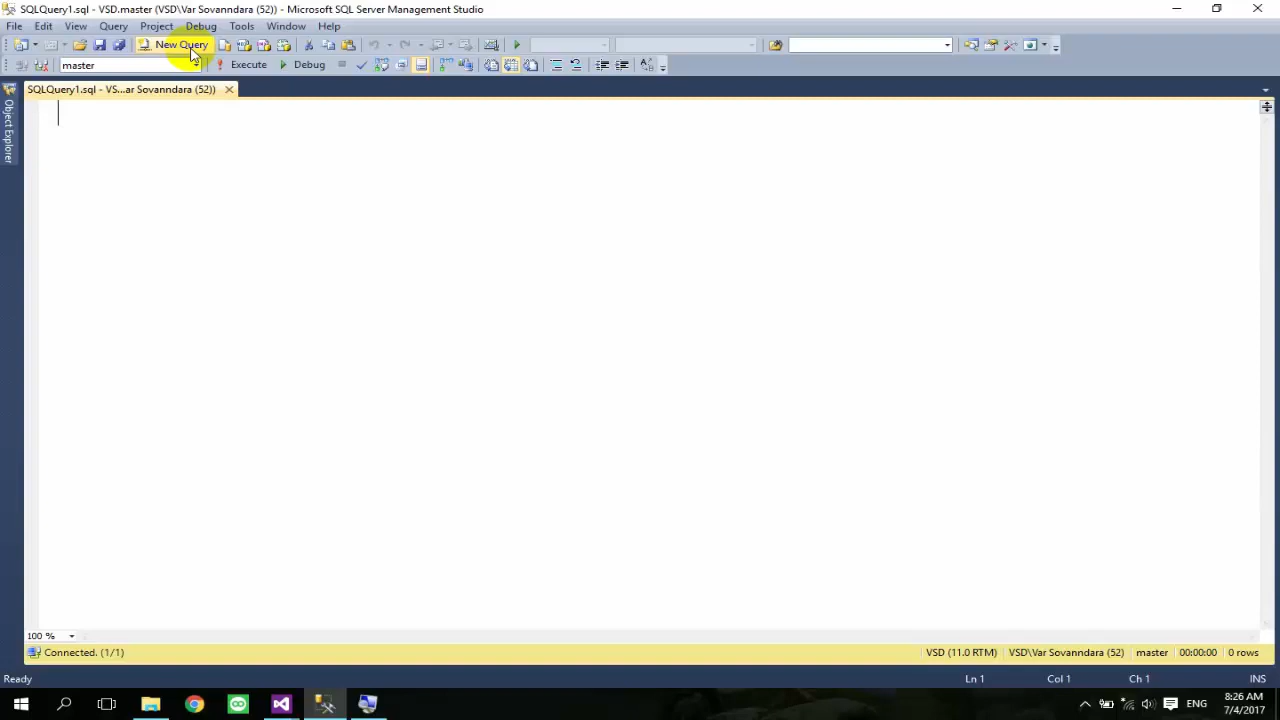 SQLQuery1.sql - VSD.master (VSD\Var Sovanndara (52)) - Microsoft SQL Server Management Studio
File Edit View Query Project Debug Tools Window Help
New Query
master Execute Debug
SQLQuery1.sql - VS...ar Sovanndara (52))
Object Explorer
100 %
Connected. (1/1) VSD (11.0 RTM) VSD\Var Sovanndara (52) master 00:00:00 0 rows
Ready Ln 1 Col 1 Ch 1 INS
ENG 8:26 AM
7/4/2017